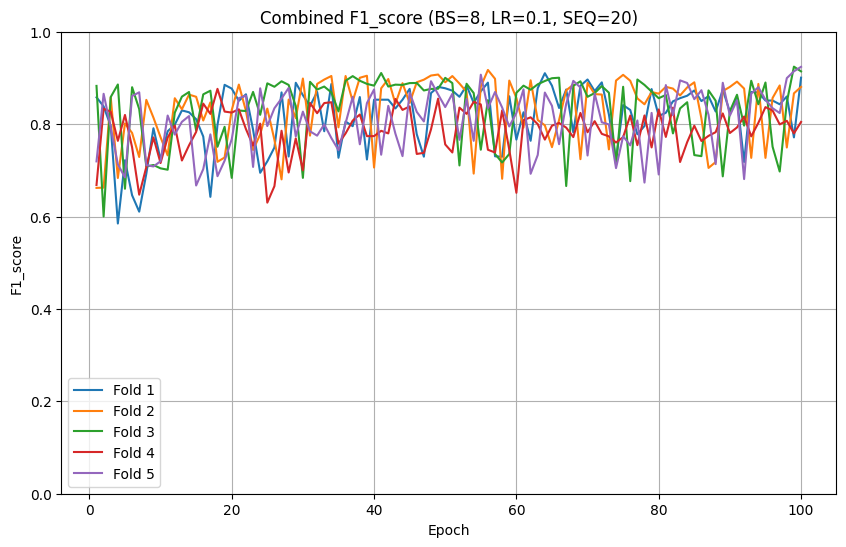 Combined F1_score (BS=8, LR=0.1, SEQ=20)
F1_score
1.0
0.8
0.6
0.4
0.2
0.0
Fold 1
Fold 2
Fold 3
Fold 4
Fold 5
0 20 40 60 80 100
Epoch